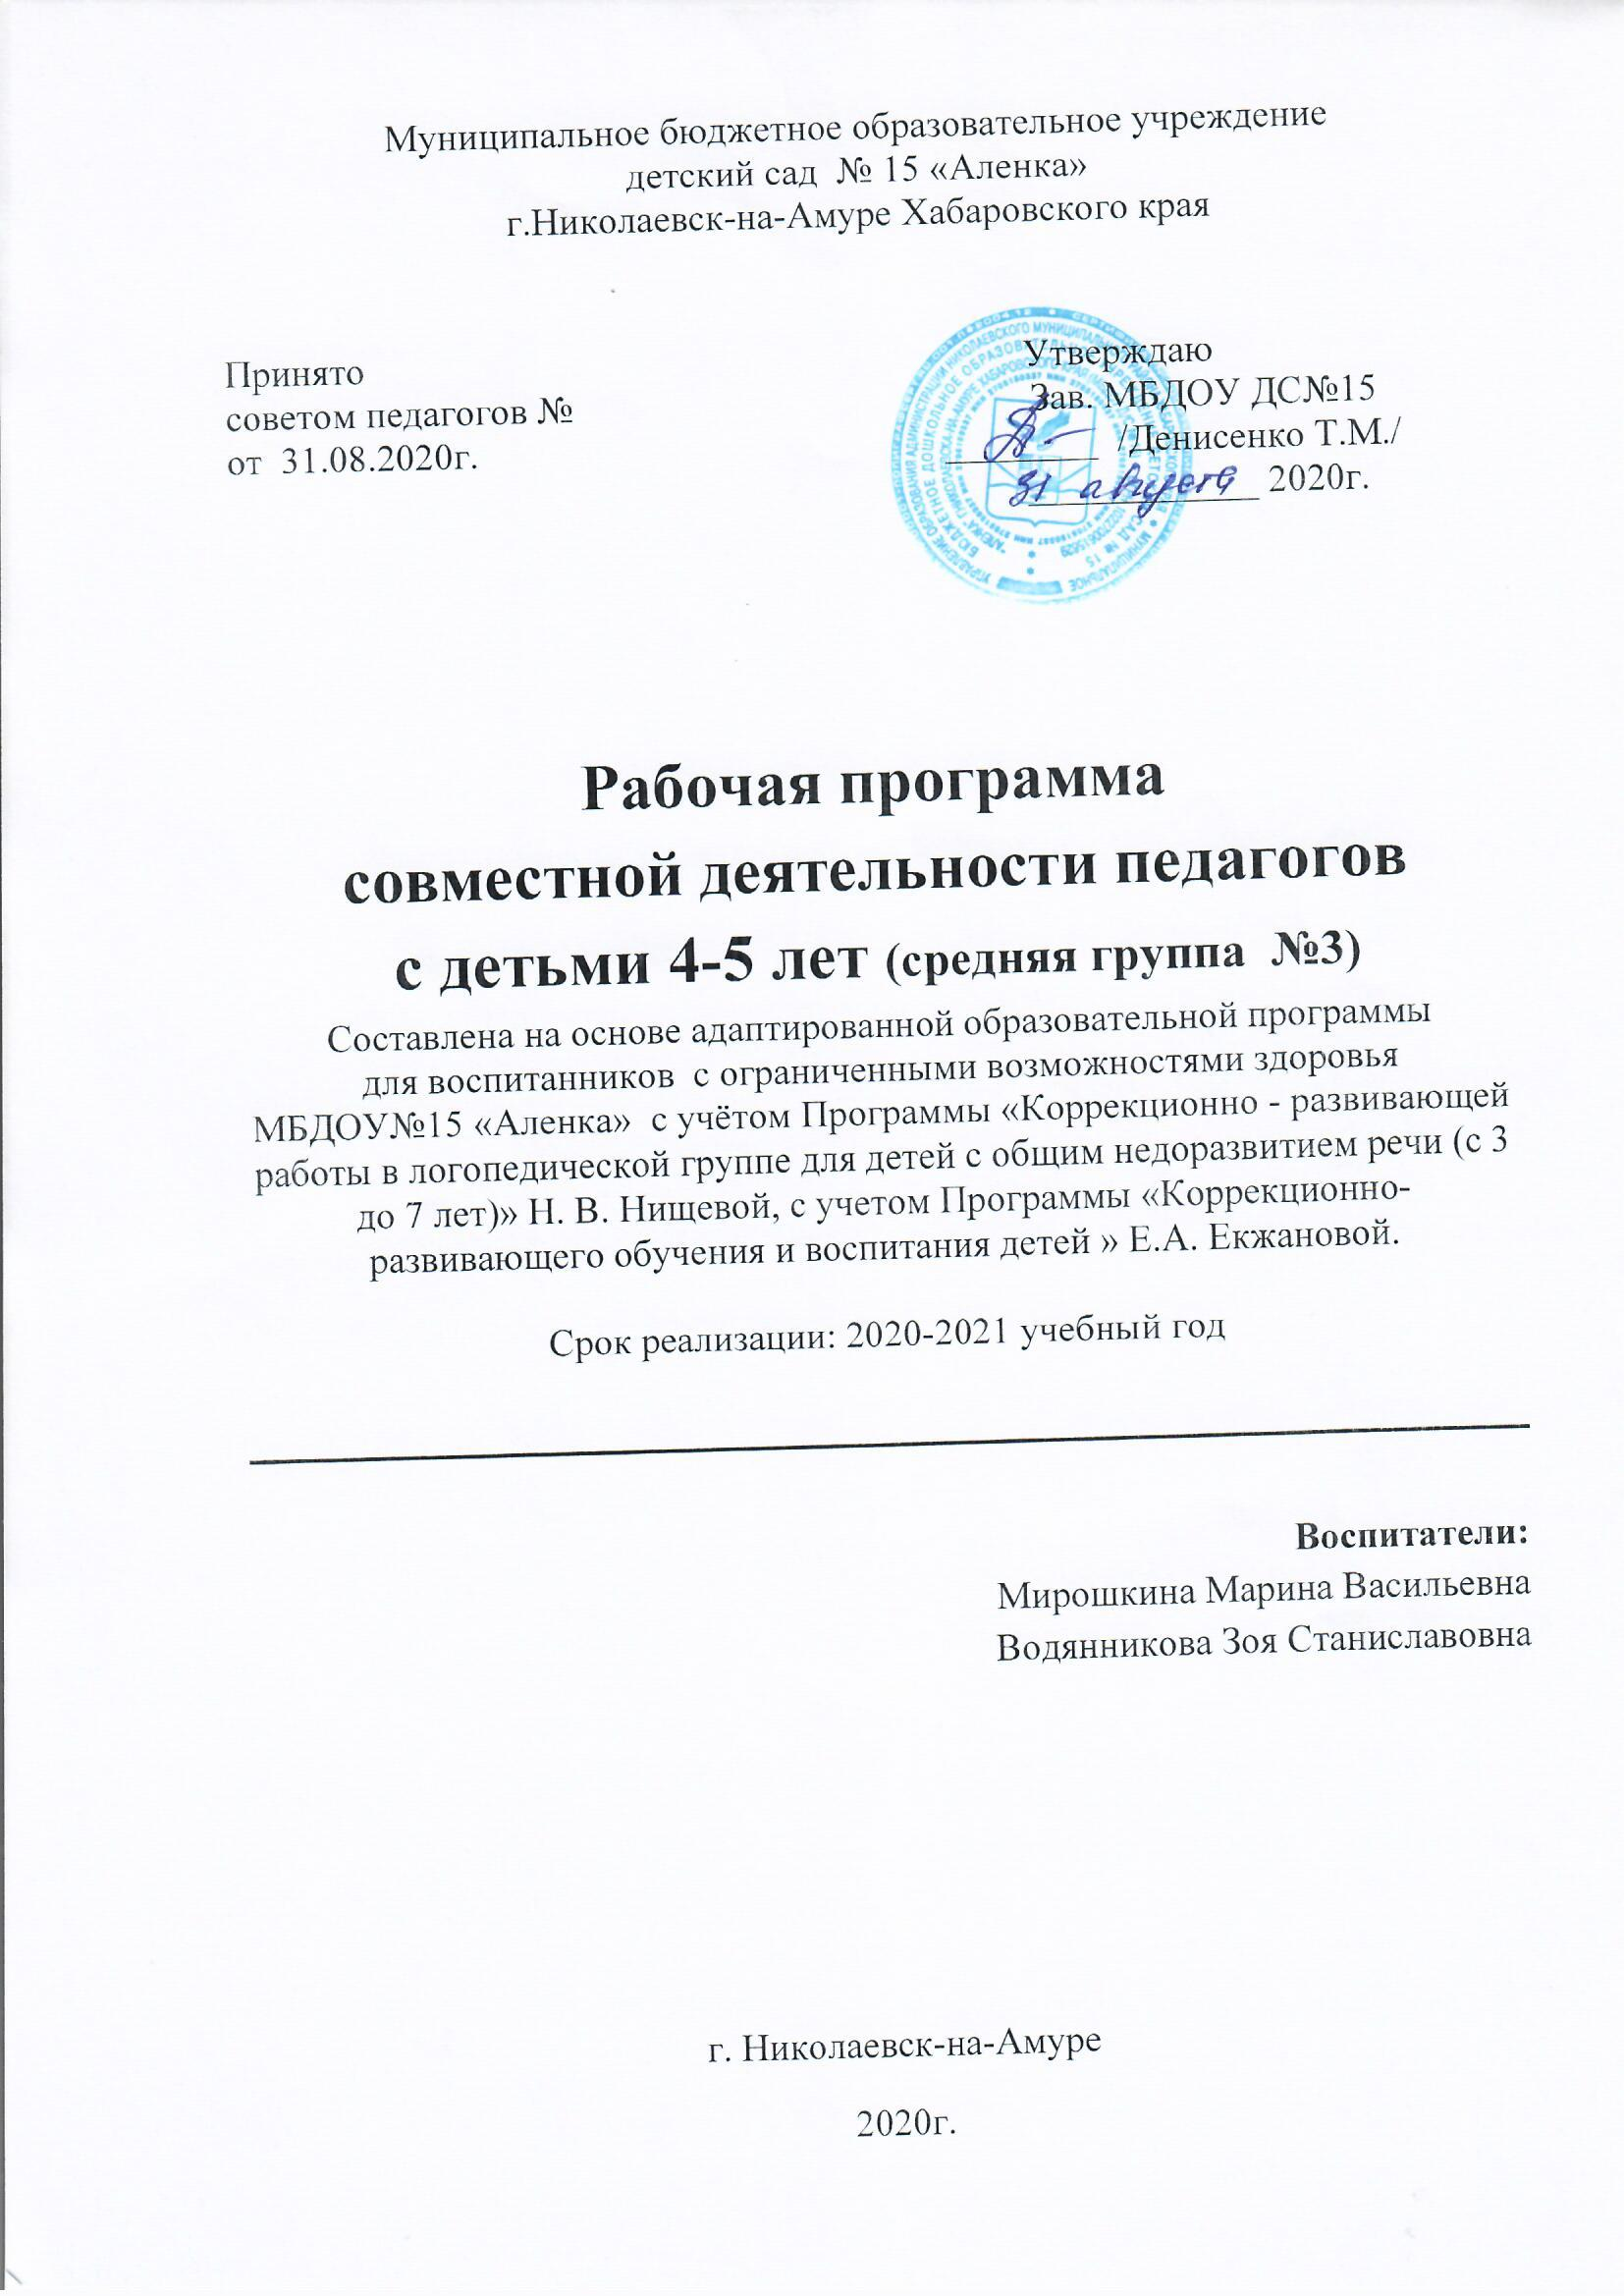 Муниципальное бюджетное образовательное учреждение
детский сад № 15 «Аленка»
г.Николаевск-на-Амуре Хабаровского края
Принято
советом педагогов №
от 31.08.2020г.
Утверждаю
Зав. МБДОУ ДС№15
/Денисенко Т.М./
31 августа 2020г.
Рабочая программа
совместной деятельности педагогов
с детьми 4-5 лет (средняя группа №3)
Составлена на основе адаптированной образовательной программы
для воспитанников с ограниченными возможностями здоровья
МБДОУ№15 «Аленка» с учётом Программы «Коррекционно - развивающей
работы в логопедической группе для детей с общим недоразвитием речи (с 3
до 7 лет)» Н. В. Нищевой, с учетом Программы «Коррекционно-
развивающего обучения и воспитания детей » Е.А. Екжановой.
Срок реализации: 2020-2021 учебный год
Воспитатели:
Мирошкина Марина Васильевна
Водянникова Зоя Станиславовна
г. Николаевск-на-Амуре
2020г.